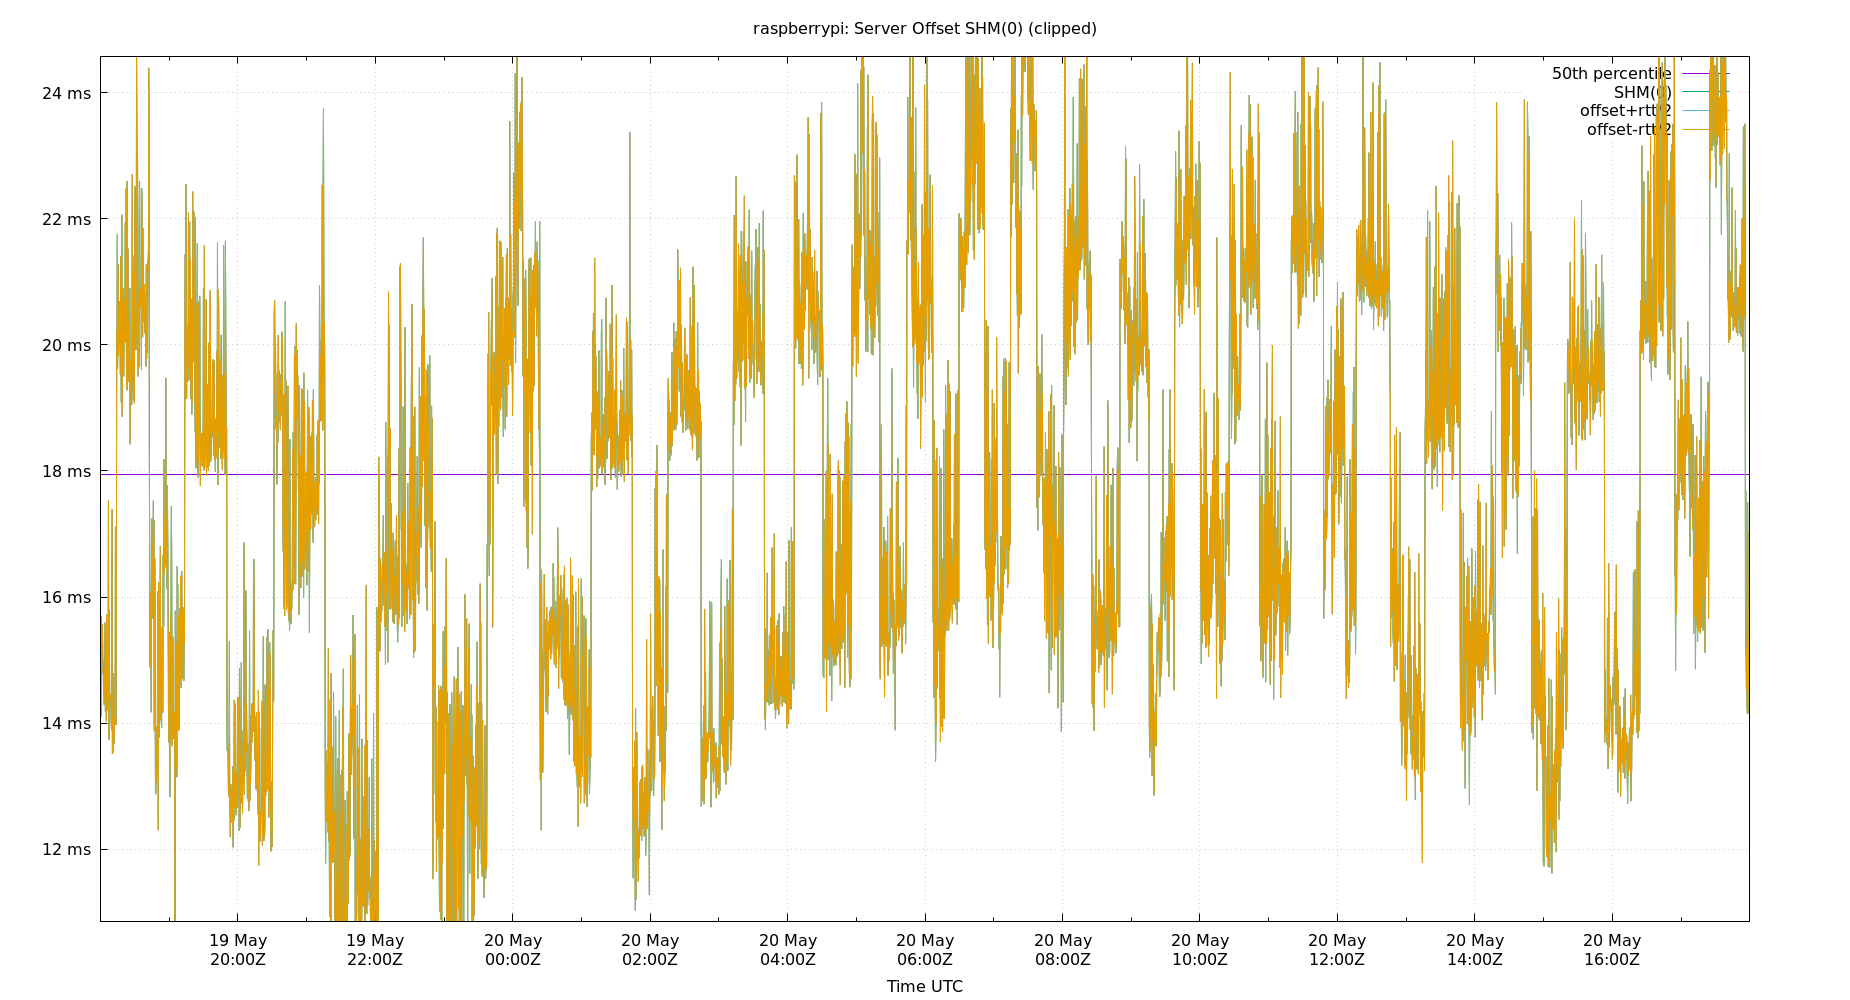 raspberrypi: Server Offset SHM(0) (clipped)
50th percentile
SHM(0)
offset+rtt/2
offset-rtt/2
24 ms
22 ms
20 ms
18 ms
16 ms
14 ms
12 ms
19 May 19 May 20 May 20 May 20 May 20 May 20 May 20 May 20 May 20 May 20 May
20:00Z 22:00Z 00:00Z 02:00Z 04:00Z 06:00Z 08:00Z 10:00Z 12:00Z 14:00Z 16:00Z
Time UTC